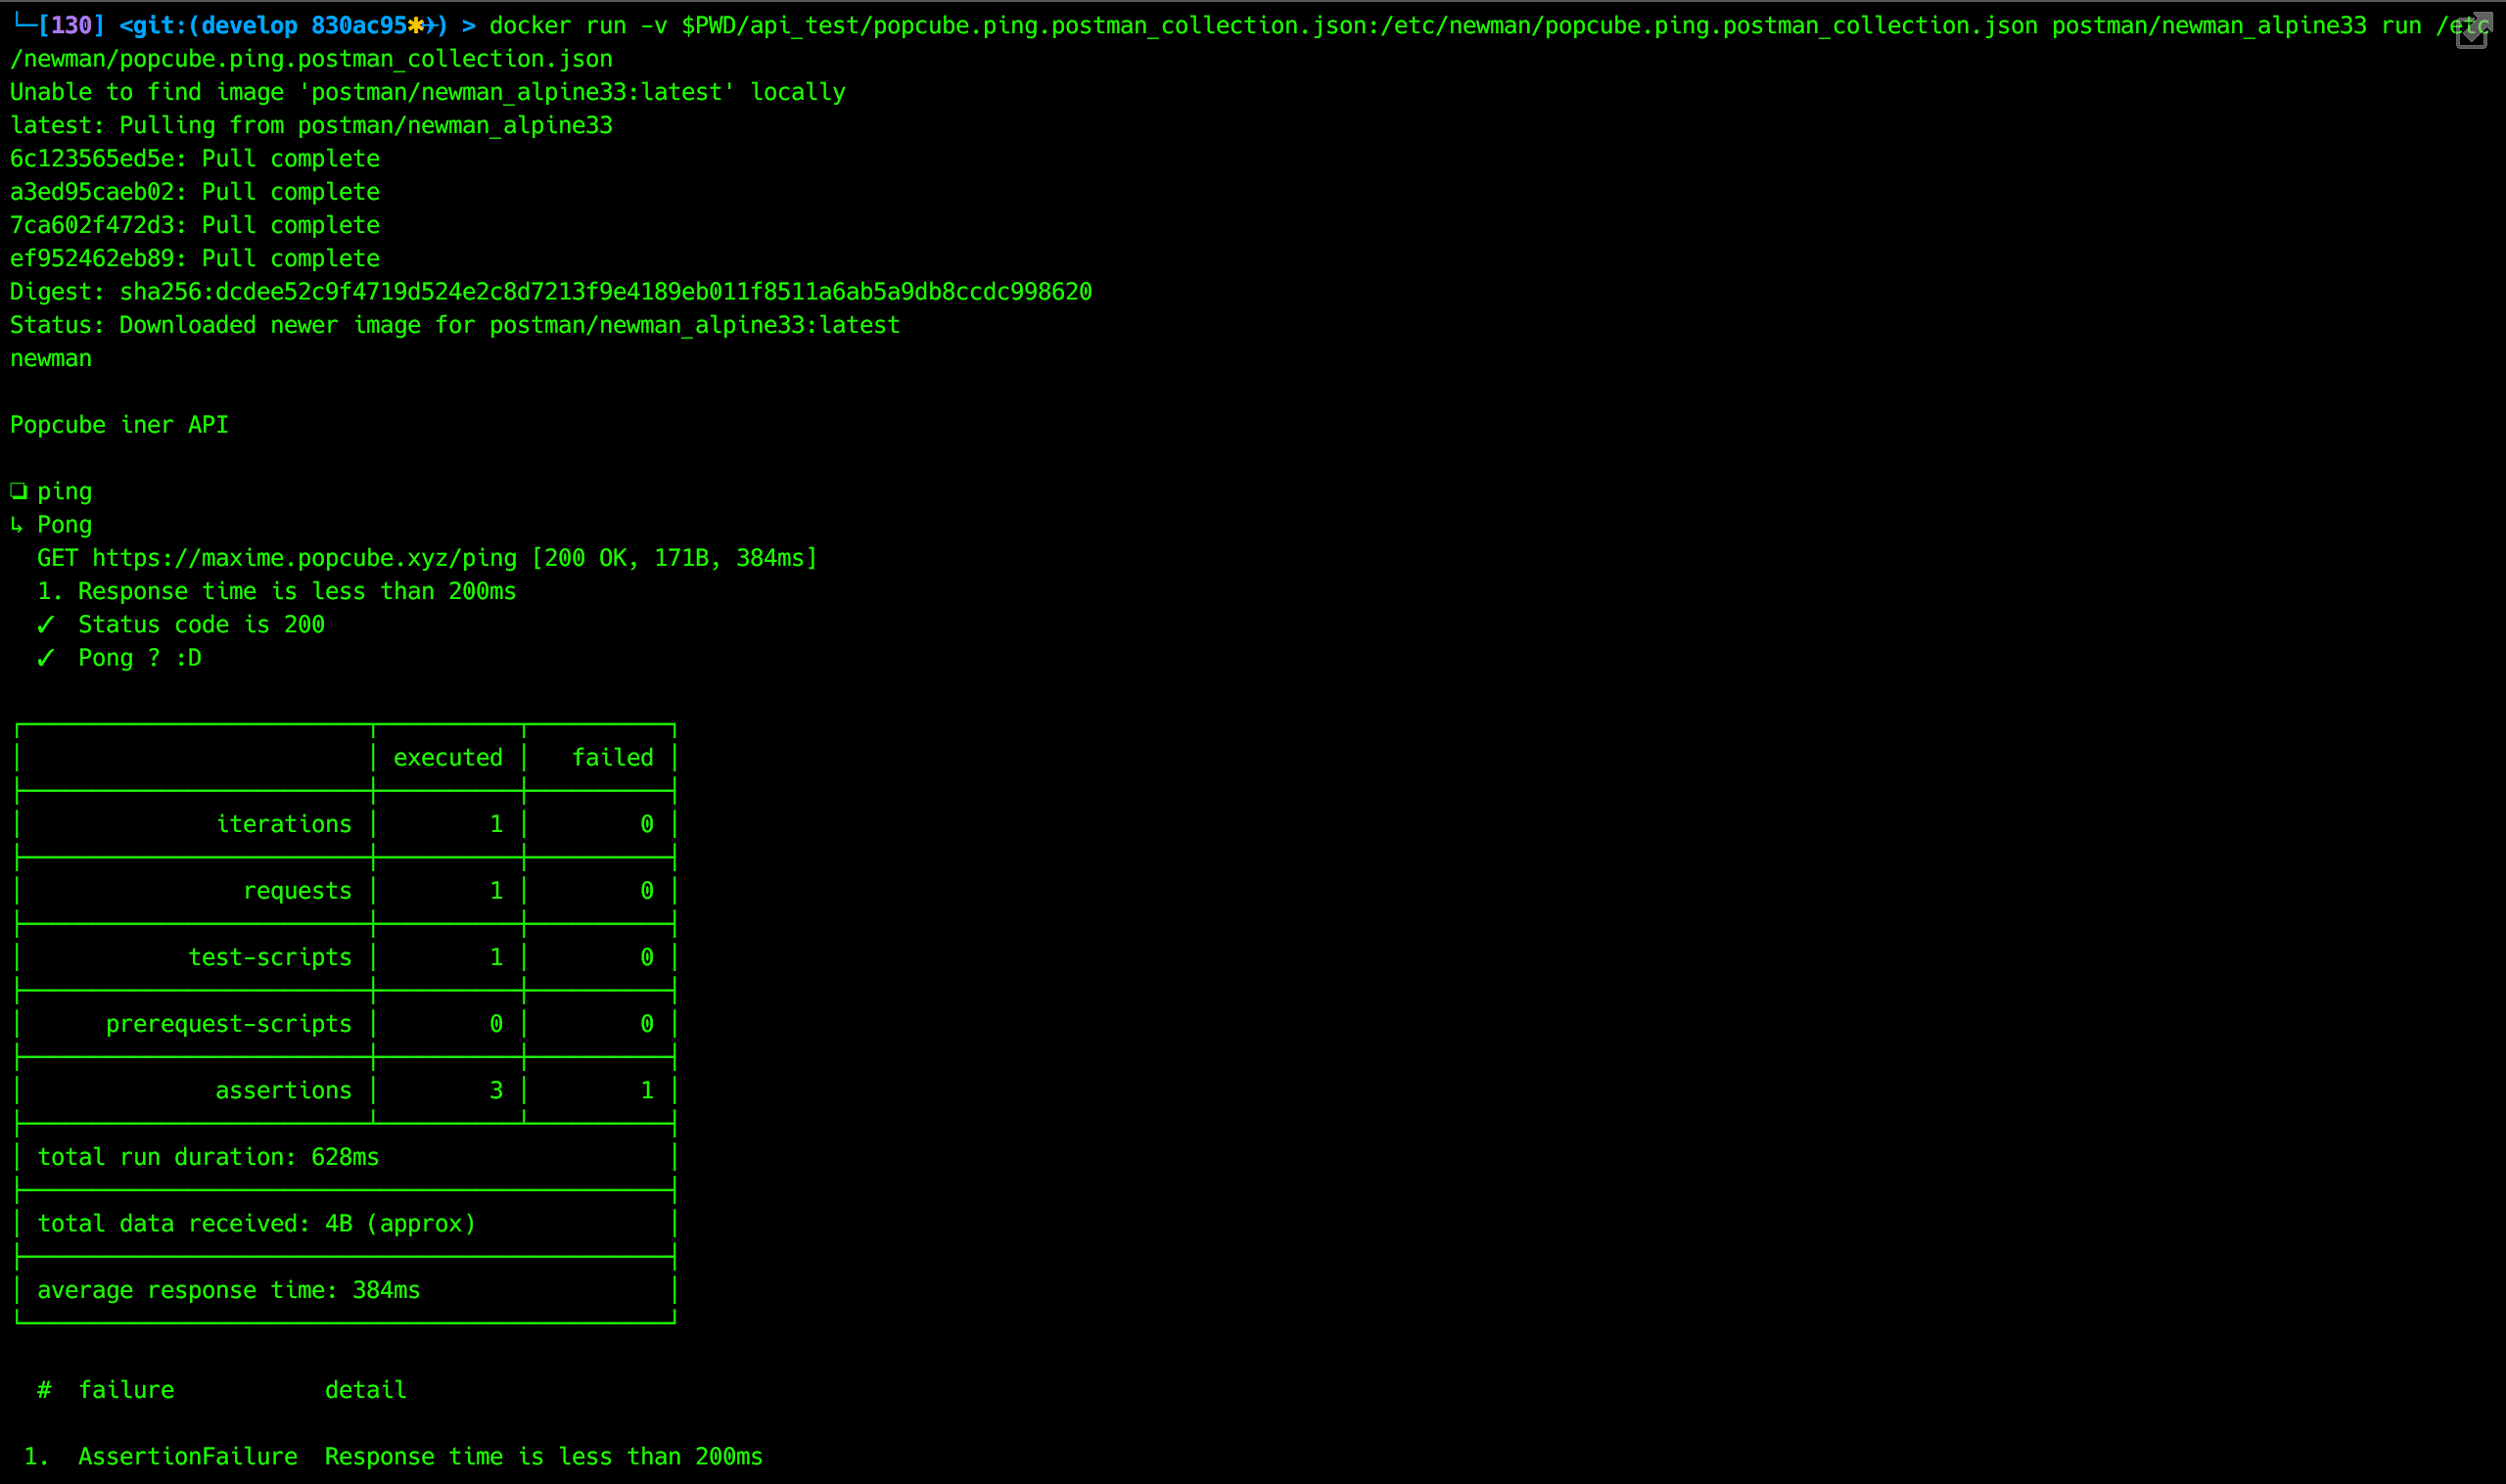 └─[130] <git:(develop 830ac95✱✈) > docker run -v $PWD/api_test/popcube.ping.postman_collection.json:/etc/newman/popcube.ping.postman_collection.json postman/newman_alpine33 run /etc
/newman/popcube.ping.postman_collection.json
Unable to find image 'postman/newman_alpine33:latest' locally
latest: Pulling from postman/newman_alpine33
6c123565ed5e: Pull complete
a3ed95caeb02: Pull complete
7ca602f472d3: Pull complete
ef952462eb89: Pull complete
Digest: sha256:dcdee52c9f4719d524e2c8d7213f9e4189eb011f8511a6ab5a9db8ccdc998620
Status: Downloaded newer image for postman/newman_alpine33:latest
newman
Popcube iner API
❏ ping
↳ Pong
GET https://maxime.popcube.xyz/ping [200 OK, 171B, 384ms]
1. Response time is less than 200ms
✓ Status code is 200
✓ Pong ? :D
executed failed
iterations 1 0
requests 1 0
test-scripts 1 0
prerequest-scripts 0 0
assertions 3 1
total run duration: 628ms
total data received: 4B (approx)
average response time: 384ms
# failure detail
1. AssertionFailure Response time is less than 200ms